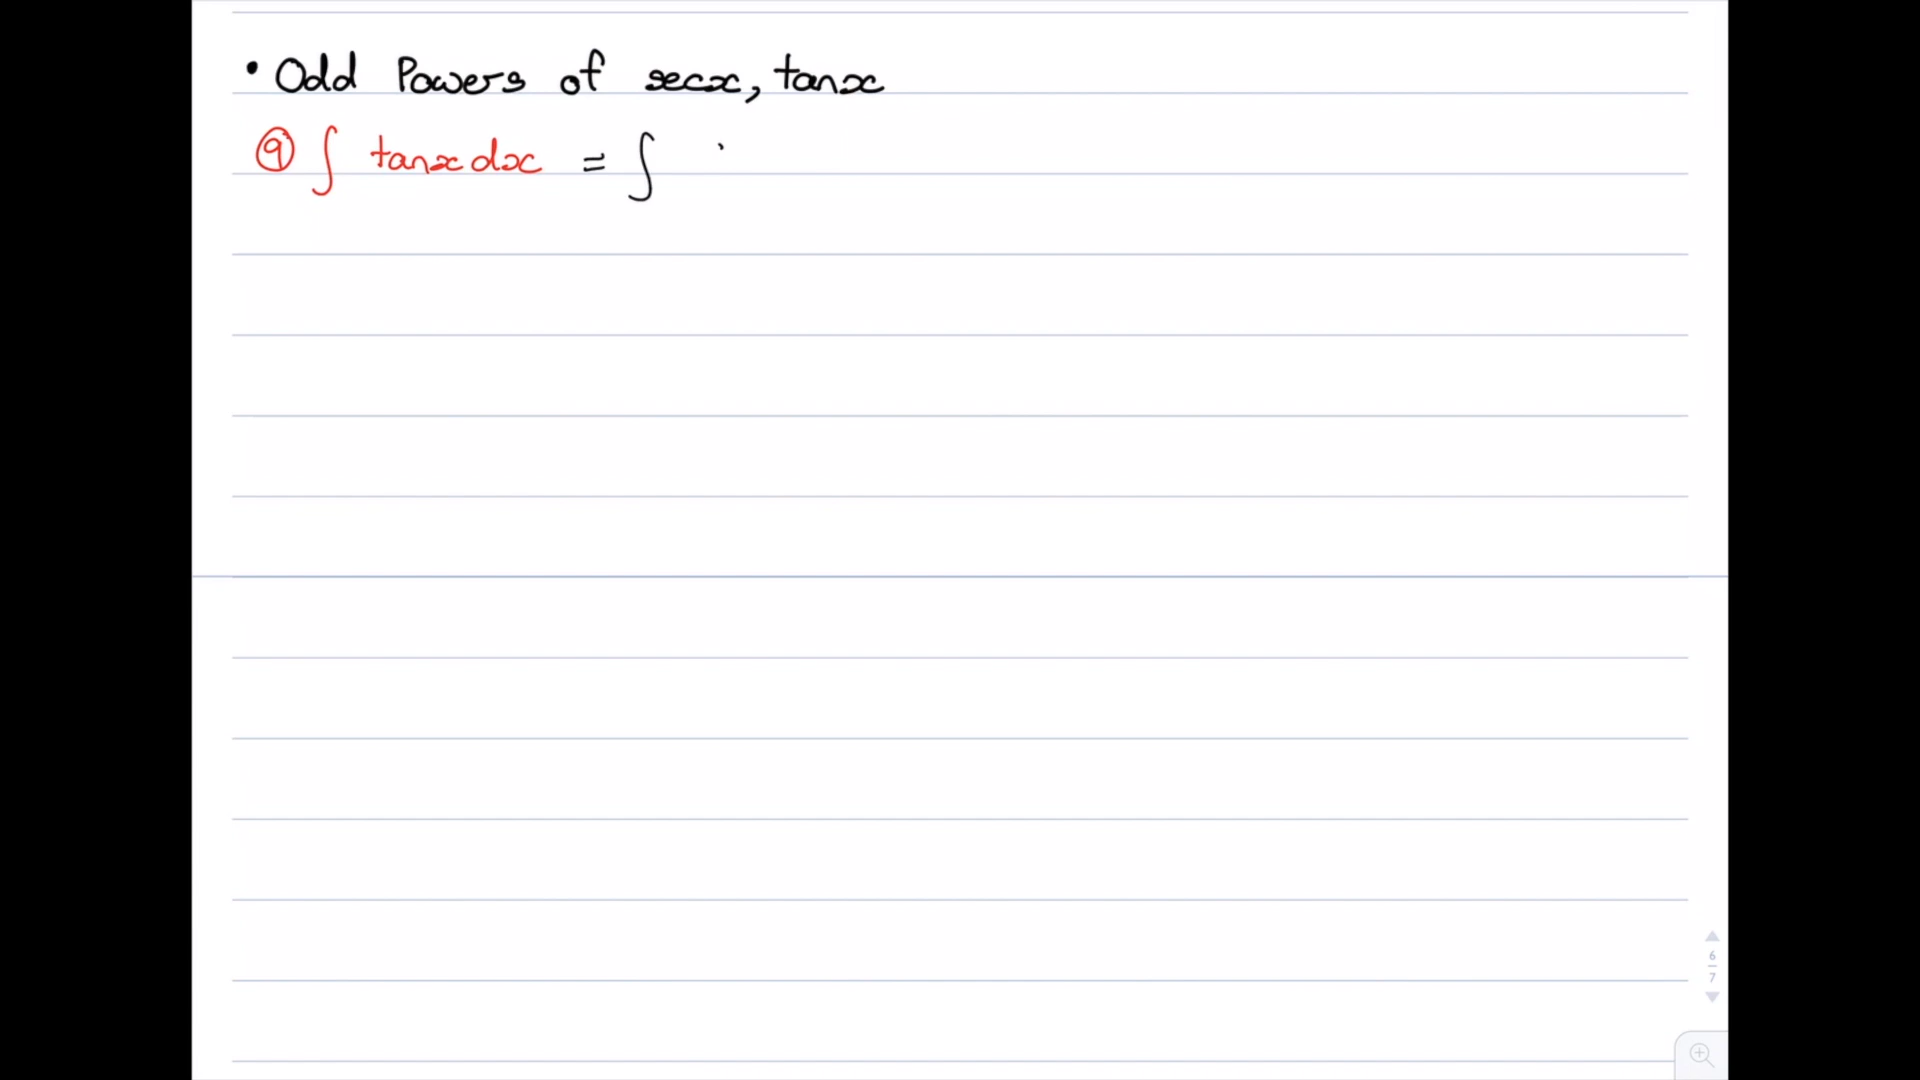 • Odd Powers of secx, tanx
⑨ ∫ tanx dx = ∫
6
7